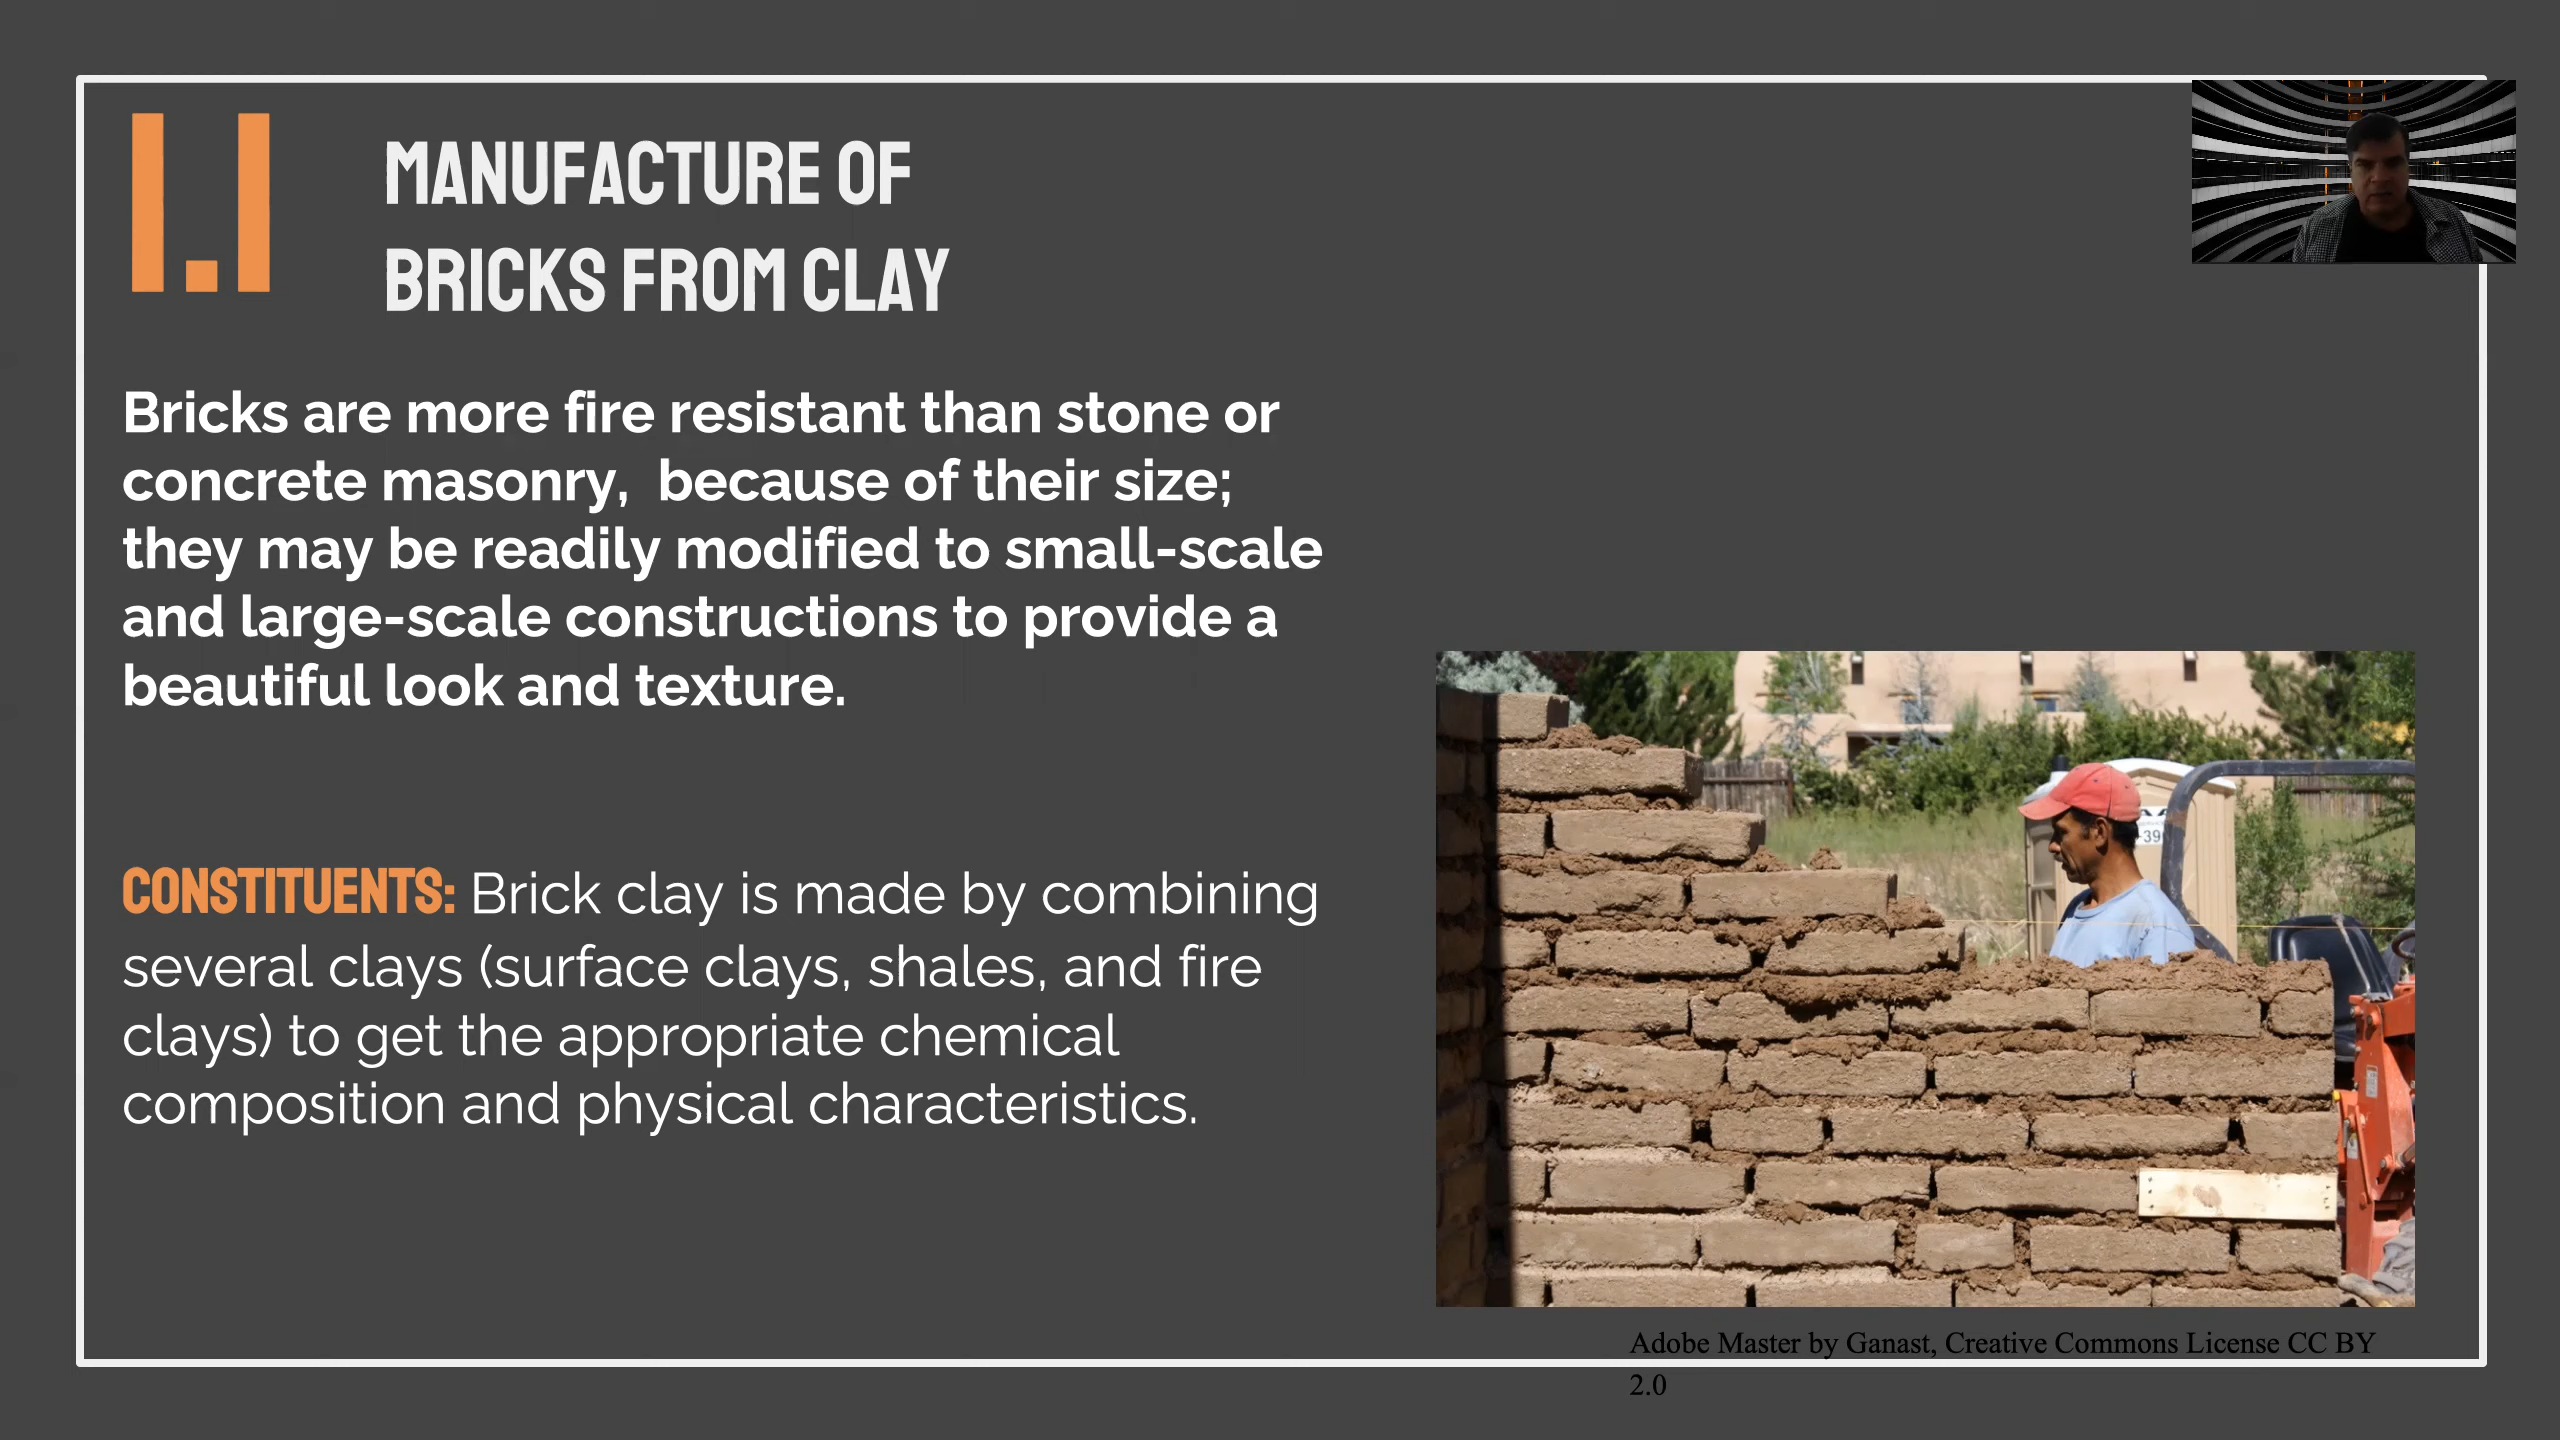 1.1
MANUFACTURE OF
BRICKS FROM CLAY
Bricks are more fire resistant than stone or
concrete masonry,  because of their size;
they may be readily modified to small-scale
and large-scale constructions to provide a
beautiful look and texture.
CONSTITUENTS: Brick clay is made by combining
several clays (surface clays, shales, and fire
clays) to get the appropriate chemical
composition and physical characteristics.
-39
Adobe Master by Ganast, Creative Commons License CC BY
2.0